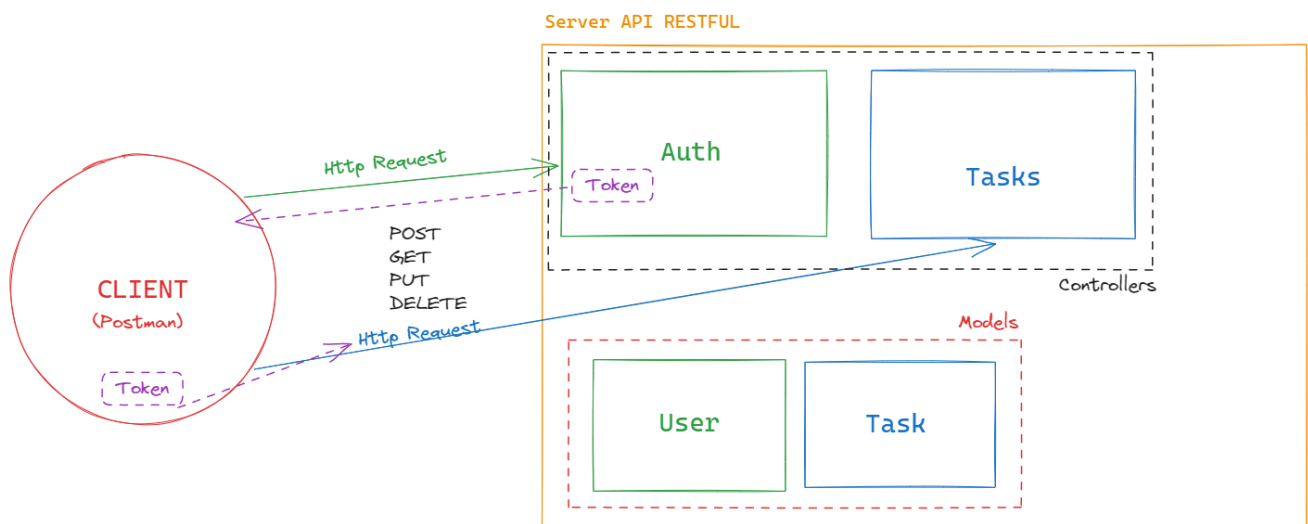 Server API RESTFUL
Http Request
Auth
Token
Tasks
POST
GET
PUT
DELETE
Controllers
CLIENT
(Postman)
Http Request
Token
Models
User
Task